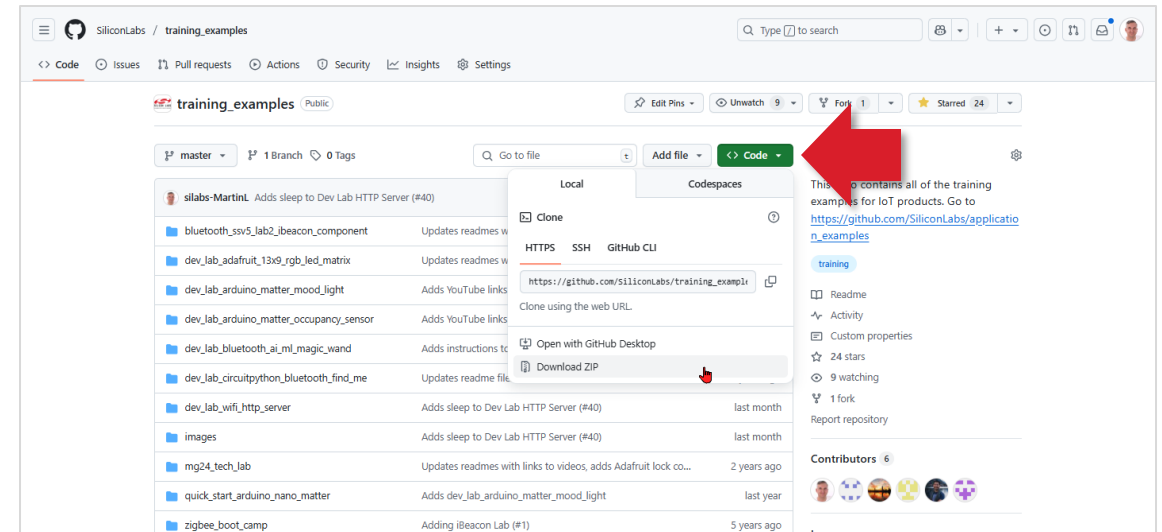 SiliconLabs / training_examples
Type / to search
Code Issues Pull requests Actions Security Insights Settings
training_examples Public
Edit Pins Unwatch 9 Fork 1 Starred 24
master 1 Branch 0 Tags Go to file t Add file Code
Local Codespaces
Clone
HTTPS SSH GitHub CLI
https://github.com/SiliconLabs/training_example
Clone using the web URL.
Open with GitHub Desktop
Download ZIP
silabs-MartinL Adds sleep to Dev Lab HTTP Server (#40)
bluetooth_ssv5_lab2_ibeacon_component Updates readmes w
dev_lab_adafruit_13x9_rgb_led_matrix Updates readmes w
dev_lab_arduino_matter_mood_light Adds YouTube links
dev_lab_arduino_matter_occupancy_sensor Adds YouTube links
dev_lab_bluetooth_ai_ml_magic_wand Adds instructions to
dev_lab_circuitpython_bluetooth_find_me Updates readme file
dev_lab_wifi_http_server Adds sleep to Dev Lab HTTP Server (#40) last month
images Adds sleep to Dev Lab HTTP Server (#40) last month
mg24_tech_lab Updates readmes with links to videos, adds Adafruit lock co... 2 years ago
quick_start_arduino_nano_matter Adds dev_lab_arduino_matter_mood_light last year
zigbee_boot_camp Adding iBeacon Lab (#1) 5 years ago
This contains all of the training
examples for IoT products. Go to
https://github.com/SiliconLabs/applicatio
n_examples
training
Readme
Activity
Custom properties
24 stars
9 watching
1 fork
Report repository
Contributors 6